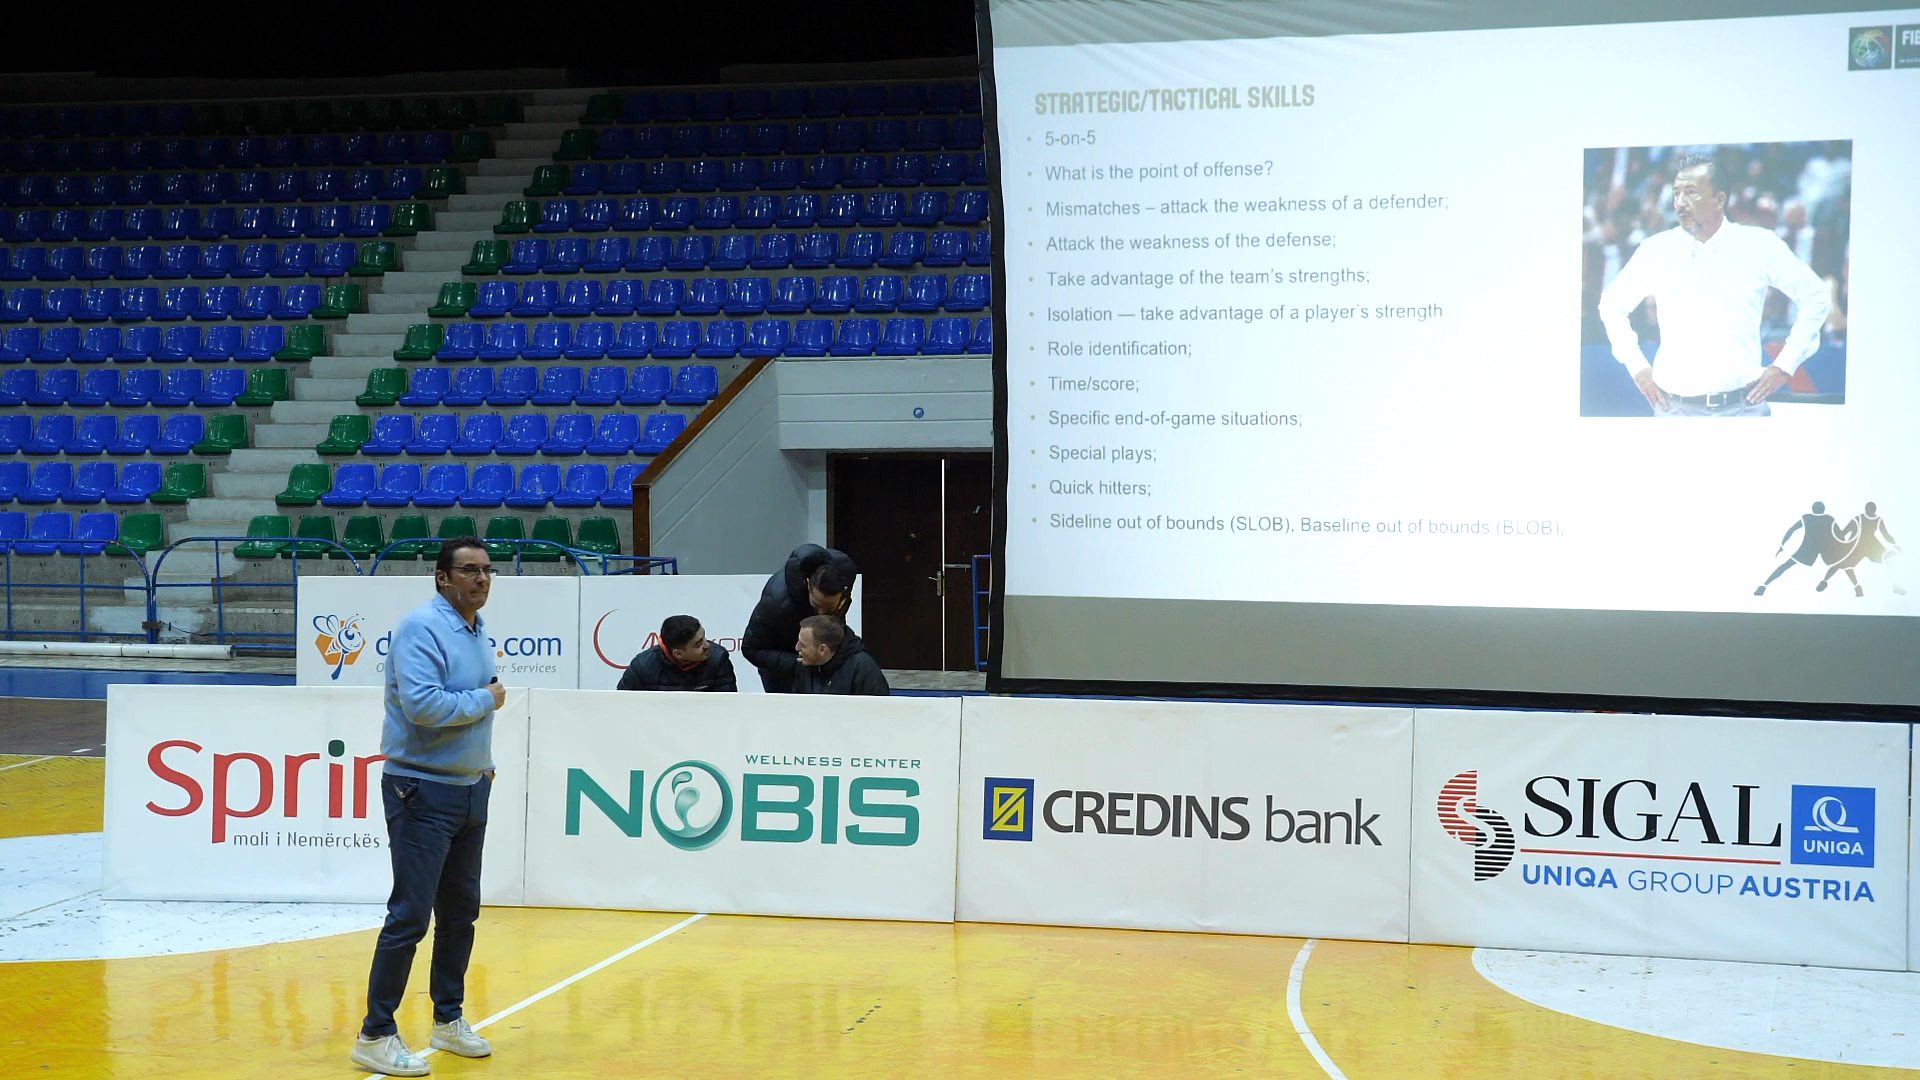 STRATEGIC/TACTICAL SKILLS
• 5-on-5
• What is the point of offense?
• Mismatches – attack the weakness of a defender;
• Attack the weakness of the defense;
• Take advantage of the team's strengths;
• Isolation — take advantage of a player's strength
• Role identification;
• Time/score;
• Specific end-of-game situations;
• Special plays;
• Quick hitters;
• Sideline out of bounds (SLOB), Baseline out of bounds (BLOB).
e.com
er Services
Sprin
mali i Nemërçkës
WELLNESS CENTER
NOBIS
CREDINS bank
SIGAL
UNIQA
UNIQA GROUP AUSTRIA